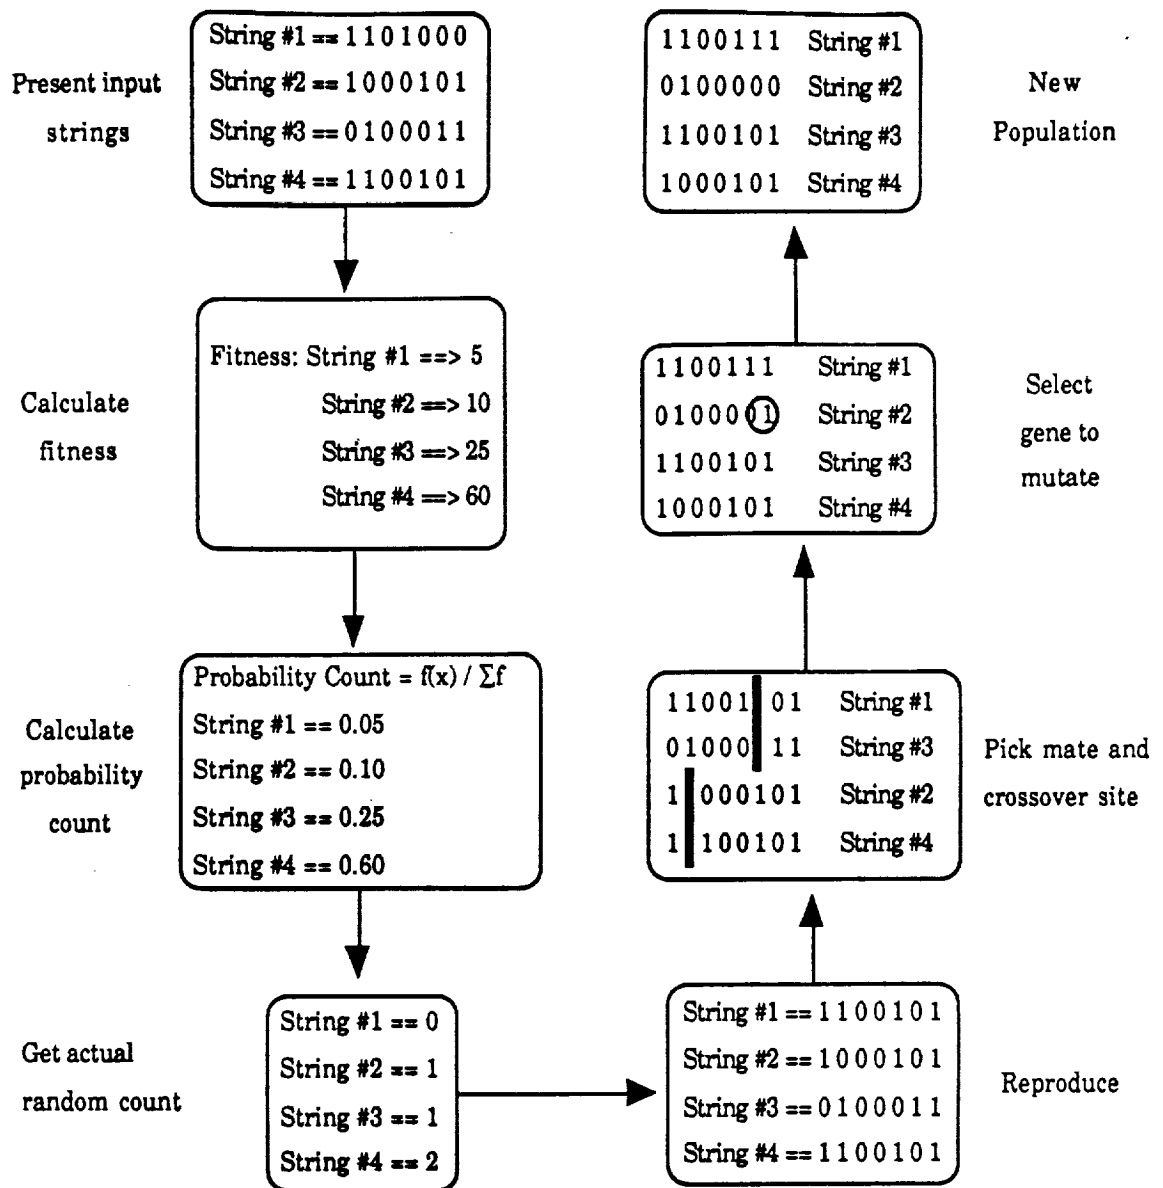 Present input
strings
String #1 == 1101000
String #2 == 1000101
String #3 == 0100011
String #4 == 1100101
Calculate
fitness
Fitness: String #1 ==> 5
String #2 ==> 10
String #3 ==> 25
String #4 ==> 60
Calculate
probability
count
Probability Count = f(x) / Σf
String #1 == 0.05
String #2 == 0.10
String #3 == 0.25
String #4 == 0.60
Get actual
random count
String #1 == 0
String #2 == 1
String #3 == 1
String #4 == 2
String #1 == 1100101
String #2 == 1000101
String #3 == 0100011
String #4 == 1100101
Reproduce
11001 01 String #1
01000 11 String #3
1 000101 String #2
1 100101 String #4
Pick mate and
crossover site
1100111 String #1
0100001 String #2
1100101 String #3
1000101 String #4
Select
gene to
mutate
1100111 String #1
0100000 String #2
1100101 String #3
1000101 String #4
New
Population